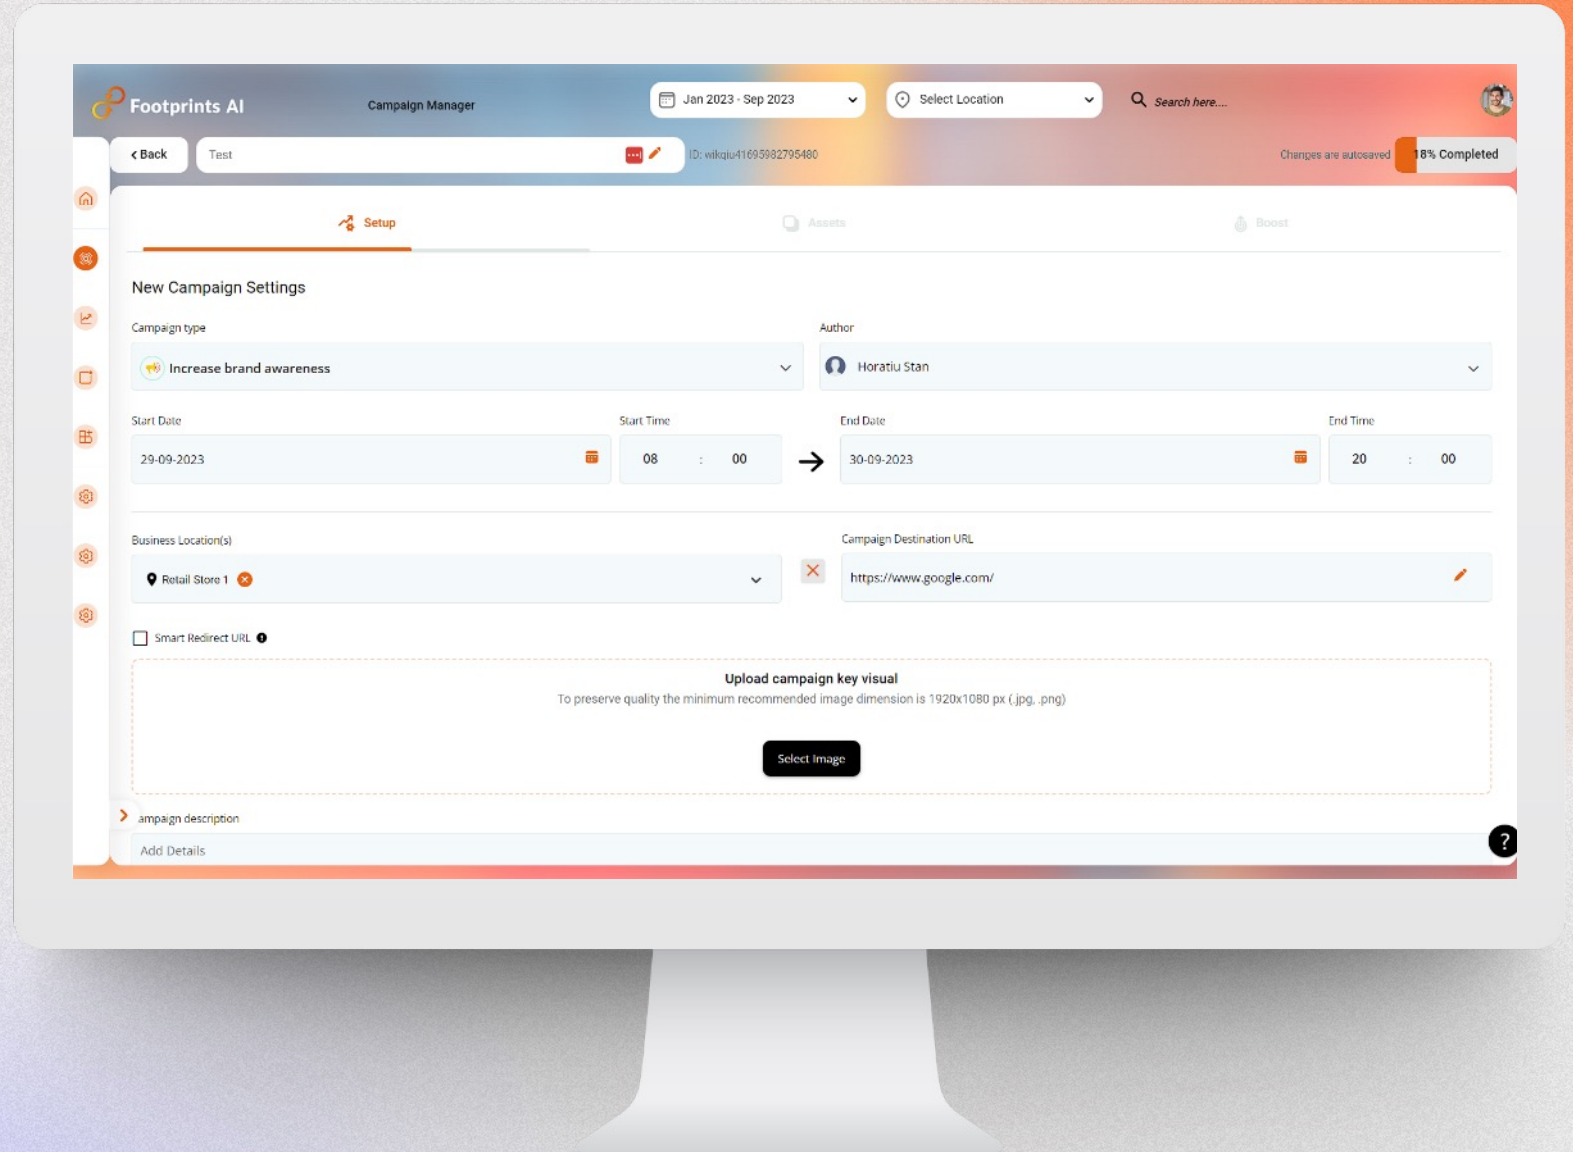 Footprints AI
Campaign Manager
Jan 2023 - Sep 2023
Select Location
Search here....
Back
Test
ID: wikqiu41695982795480
Changes are autosaved
18% Completed
Setup
Assets
Boost
New Campaign Settings
Campaign type
Author
Increase brand awareness
Horatiu Stan
Start Date
Start Time
End Date
End Time
29-09-2023
08 : 00
30-09-2023
20 : 00
Business Location(s)
Campaign Destination URL
Retail Store 1
https://www.google.com/
Smart Redirect URL
Upload campaign key visual
To preserve quality the minimum recommended image dimension is 1920x1080 px (.jpg, .png)
Select Image
ampaign description
Add Details
?